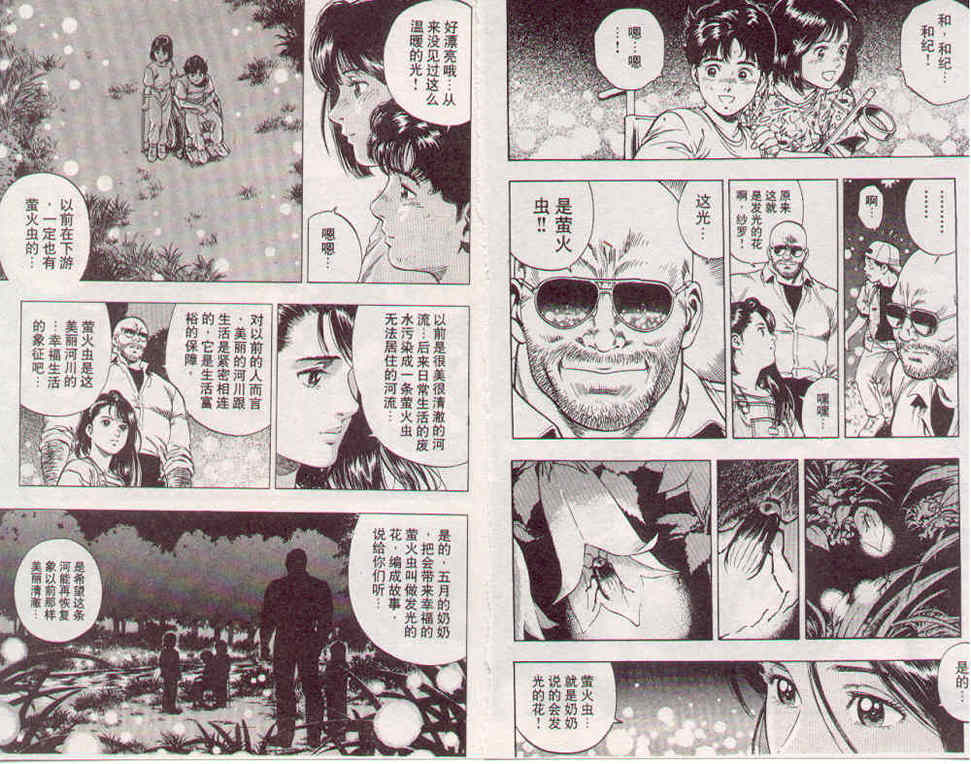 和，和纪…
和纪
嗯…嗯
…！
………
………
啊…
原来
这就
是发光的花
啊，纱罗！
嘿嘿…
这光…
是萤火
虫!!
是的…
萤火虫…
就是奶奶
说的会发
光的花！
好漂亮哦…从
来没见过这么
温暖的光！
嗯嗯…
以前在下游
，一定也有
萤火虫的…
以前是很美很清澈的河
流…后来日常生活的废
水污染成一条萤火虫
无法居住的河流…
对以前的人而言
，美丽的河川跟
生活是紧密相连
的，它是生活富
裕的保障，
萤火虫是这
美丽河川的
…幸福生活
的象征吧…
是的，五月的奶奶
，把会带来幸福的
萤火虫叫做发光的
花，编成故事，
说给你们听…
是希望这条
河能再恢复
象以前那样
美丽清澈…